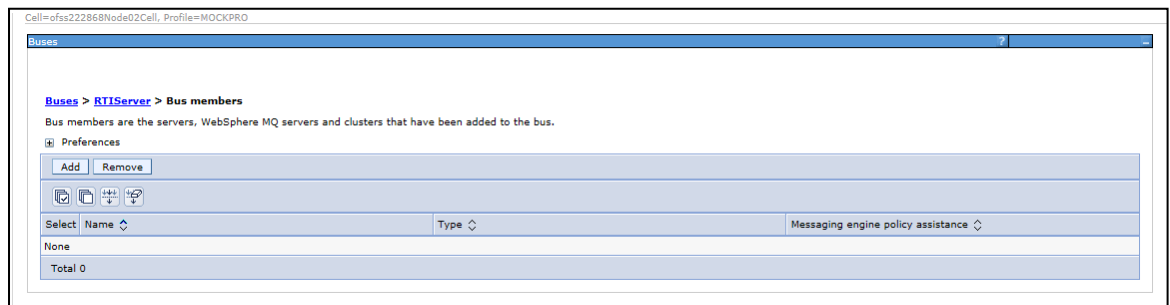 Cell=ofss222868Node02Cell, Profile=MOCKPRO
Buses ? –
Buses > RTIServer > Bus members
Bus members are the servers, WebSphere MQ servers and clusters that have been added to the bus.
Preferences
Add Remove
Select Name Type Messaging engine policy assistance
None
Total 0